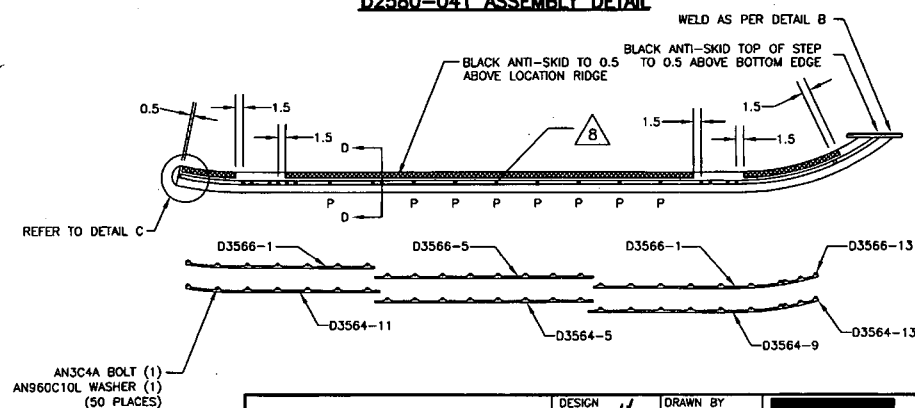 D2580-041 ASSEMBLY DETAIL
WELD AS PER DETAIL B
BLACK ANTI-SKID TO 0.5
ABOVE LOCATION RIDGE
BLACK ANTI-SKID TOP OF STEP
TO 0.5 ABOVE BOTTOM EDGE
0.5
1.5
1.5
8
1.5
1.5
1.5
D
D
P P P P P P P P
REFER TO DETAIL C
D3566-1
D3566-5
D3566-1
D3566-13
D3564-11
D3564-5
D3564-9
D3564-13
AN3C4A BOLT (1)
AN960C10L WASHER (1)
(50 PLACES)
DESIGN
DRAWN BY